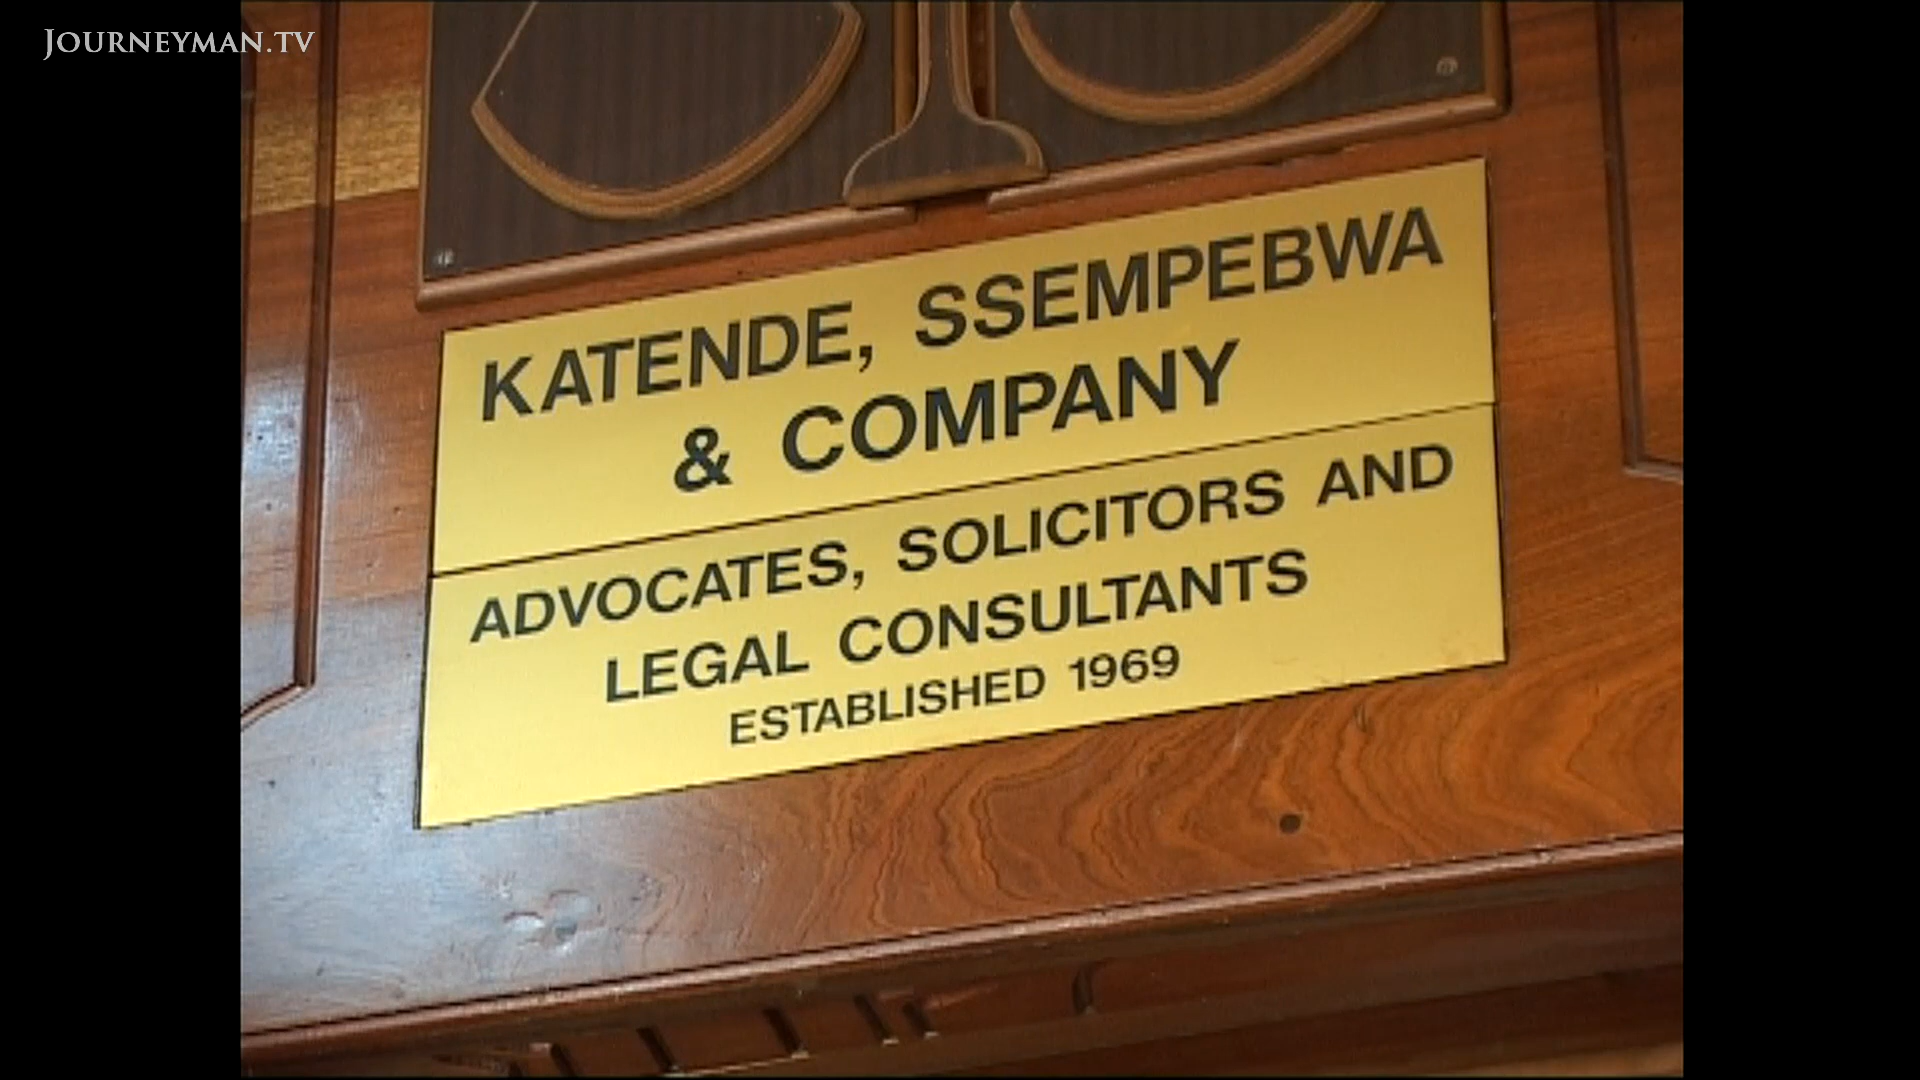 JOURNEYMAN.TV
KATENDE, SSEMPEBWA
& COMPANY
ADVOCATES, SOLICITORS AND
LEGAL CONSULTANTS
ESTABLISHED 1969